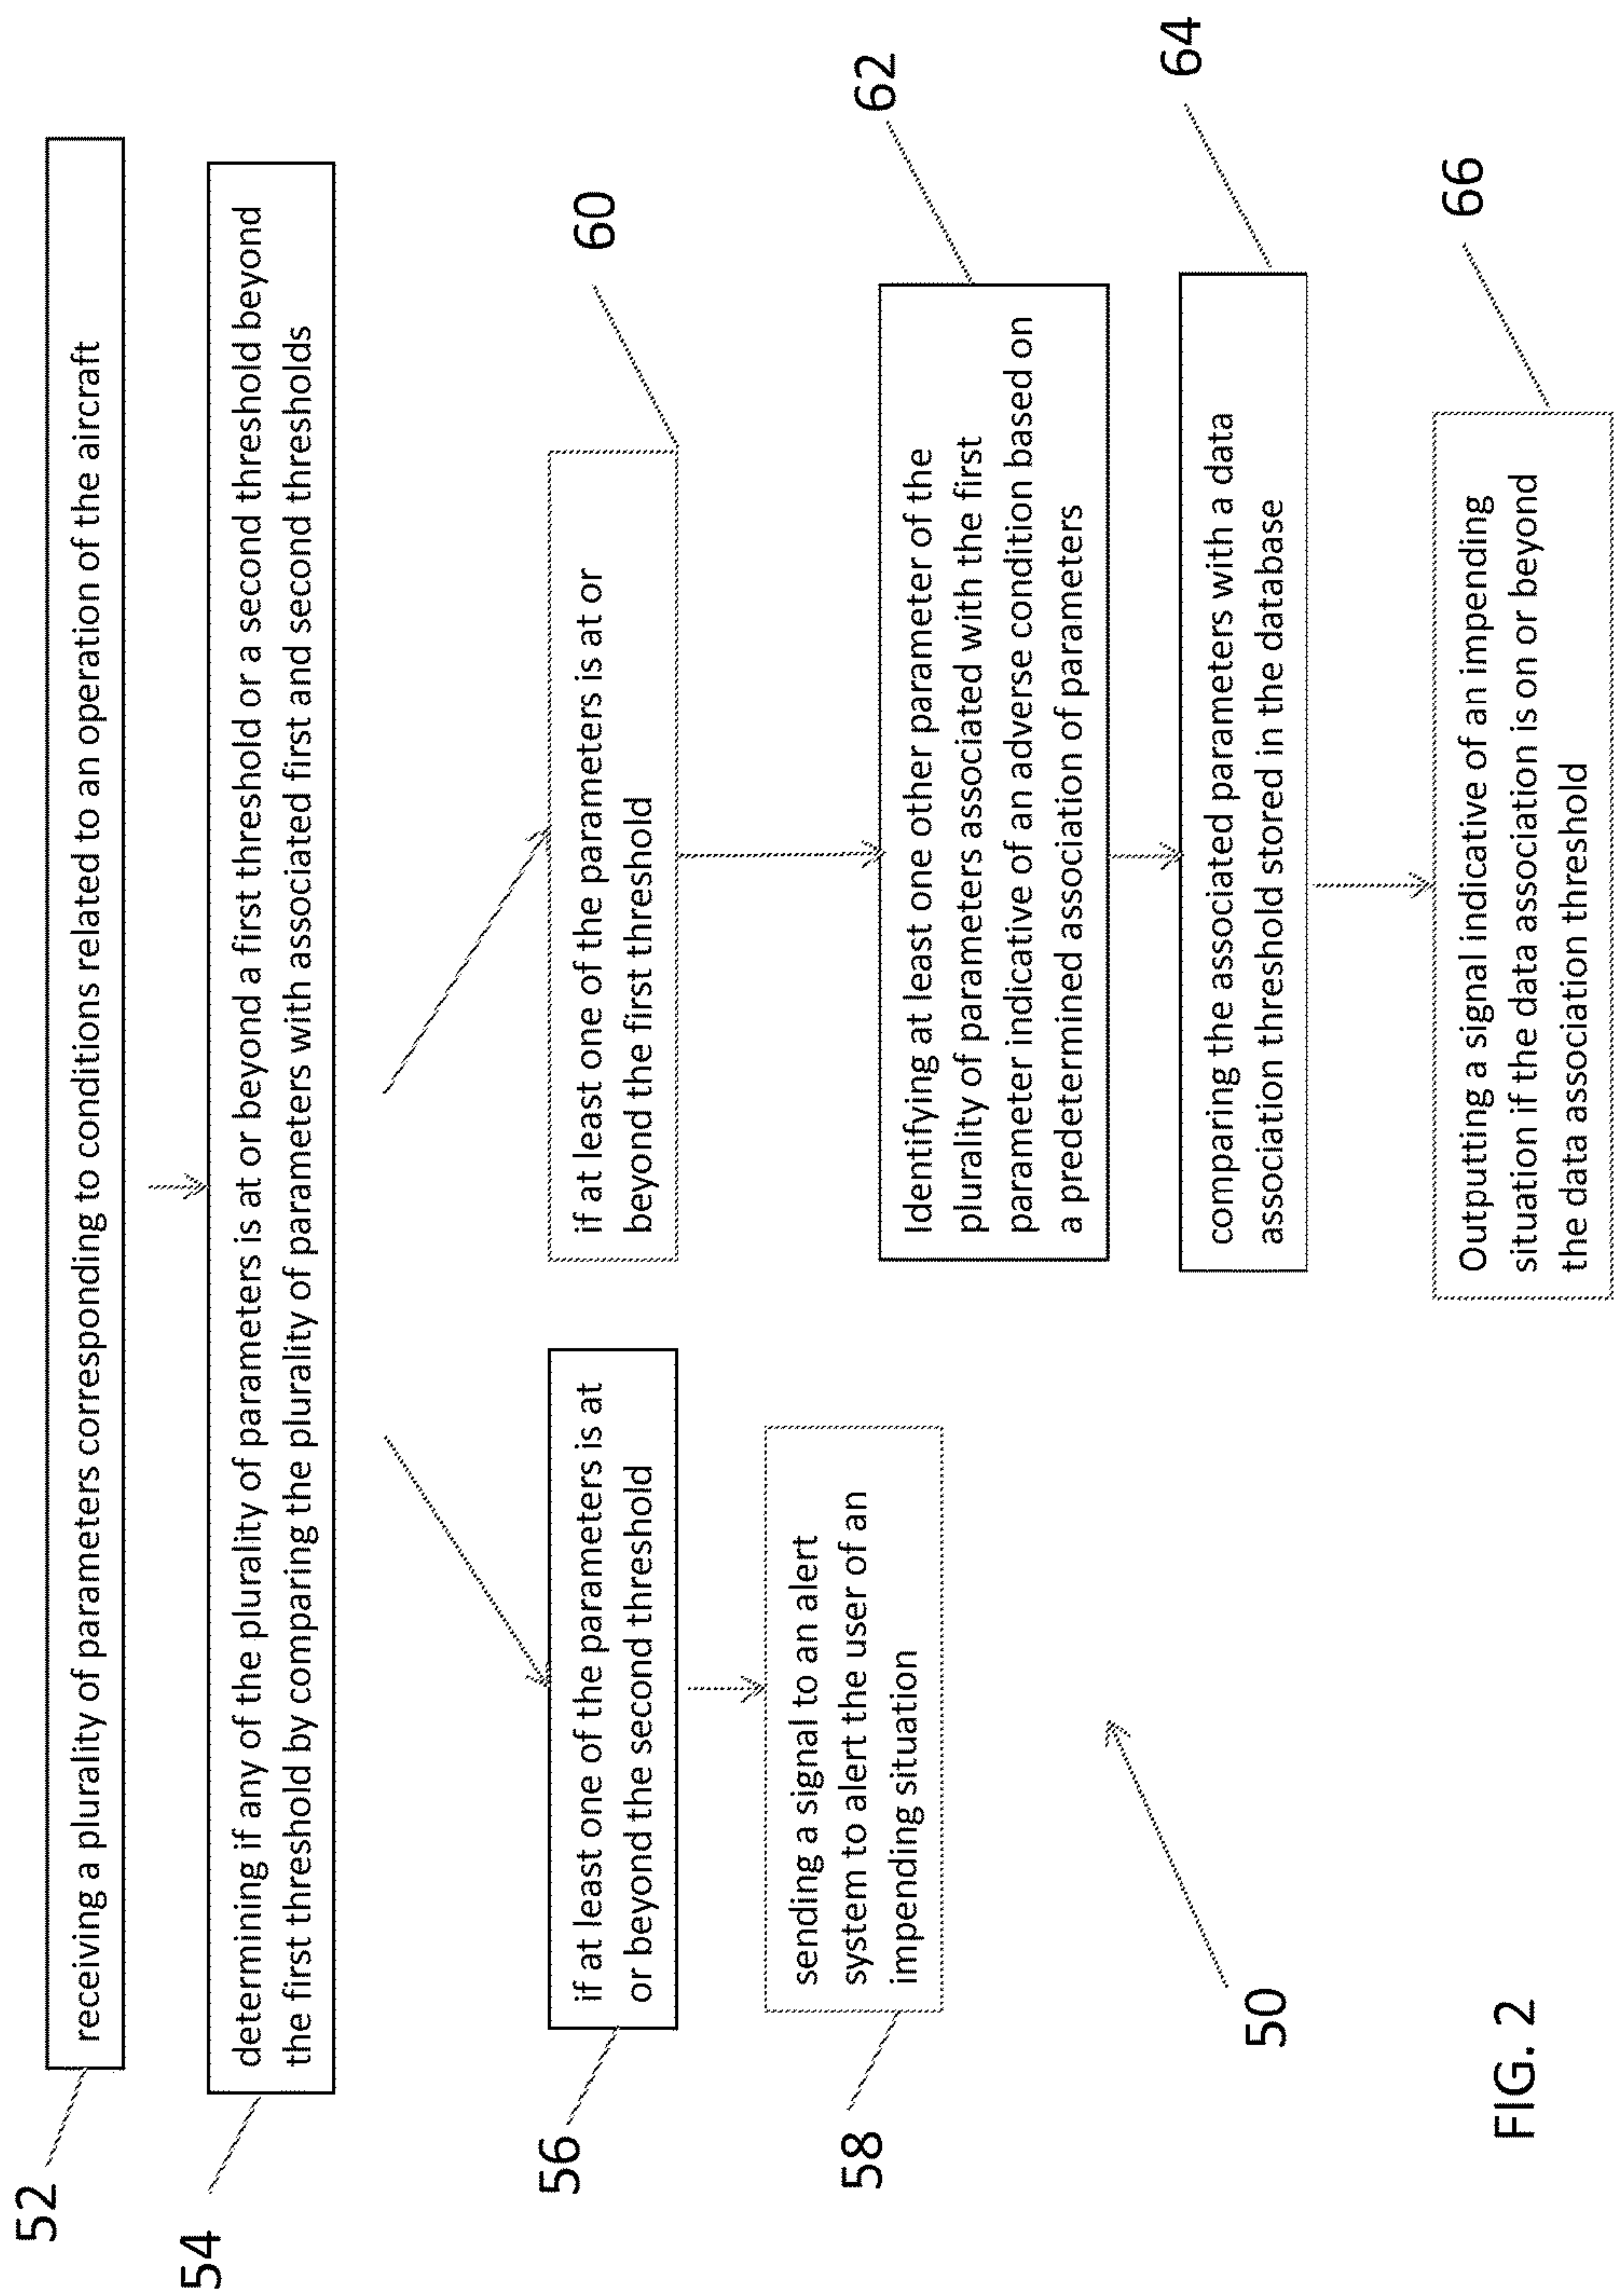 52
receiving a plurality of parameters corresponding to conditions related to an operation of the aircraft
54
determining if any of the plurality of parameters is at or beyond a first threshold or a second threshold beyond
the first threshold by comparing the plurality of parameters with associated first and second thresholds
56
if at least one of the parameters is at
or beyond the second threshold
58
sending a signal to an alert
system to alert the user of an
impending situation
60
if at least one of the parameters is at or
beyond the first threshold
62
Identifying at least one other parameter of the
plurality of parameters associated with the first
parameter indicative of an adverse condition based on
a predetermined association of parameters
64
comparing the associated parameters with a data
association threshold stored in the database
66
Outputting a signal indicative of an impending
situation if the data association is on or beyond
the data association threshold
50
FIG. 2